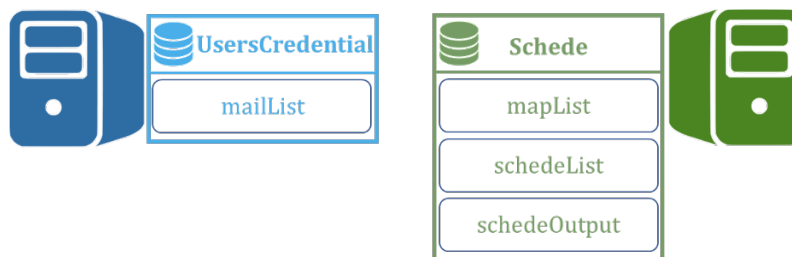 UsersCredential
mailList
Schede
mapList
schedeList
schedeOutput